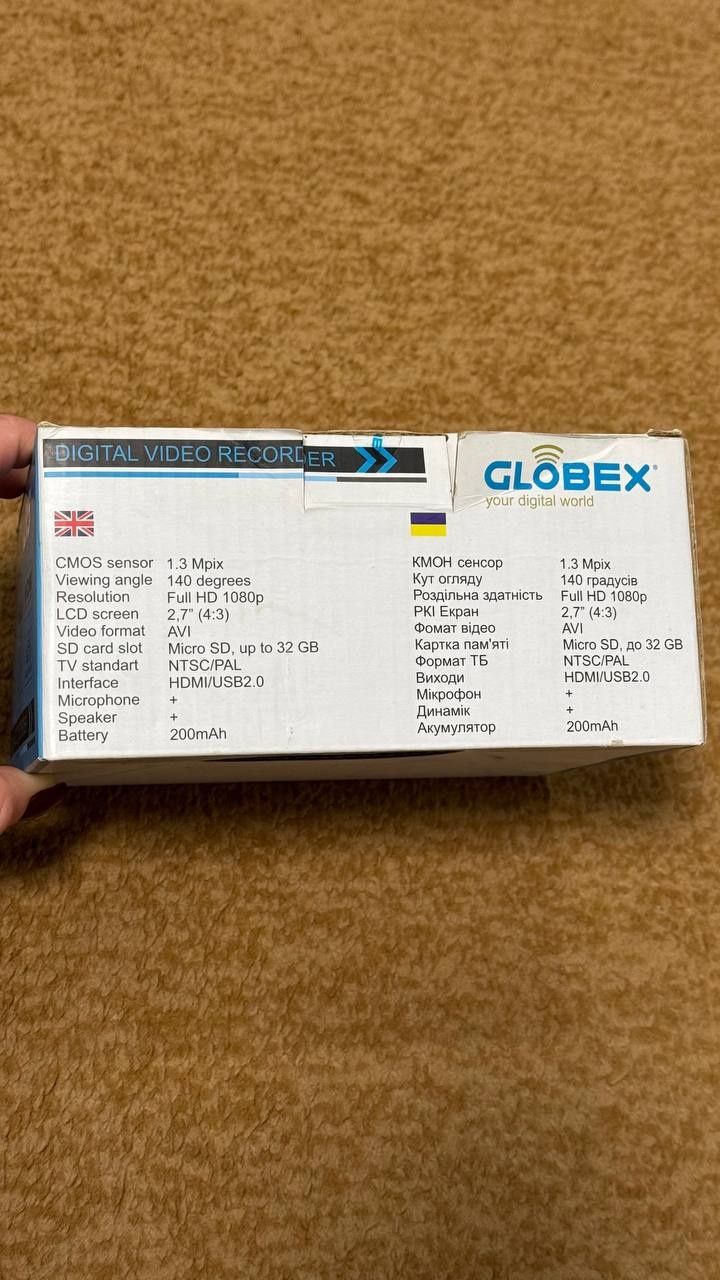 DIGITAL VIDEO RECORDER
GLOBEX
your digital world
CMOS sensor 1.3 Mpix
Viewing angle 140 degrees
Resolution Full HD 1080p
LCD screen 2,7” (4:3)
Video format AVI
SD card slot Micro SD, up to 32 GB
TV standart NTSC/PAL
Interface HDMI/USB2.0
Microphone +
Speaker +
Battery 200mAh
КМОН сенсор 1.3 Mpix
Кут огляду 140 градусів
Роздільна здатність Full HD 1080p
РКІ Екран 2,7” (4:3)
Фомат відео AVI
Картка пам'яті Micro SD, до 32 GB
Формат ТБ NTSC/PAL
Виходи HDMI/USB2.0
Мікрофон +
Динамік +
Акумулятор 200mAh